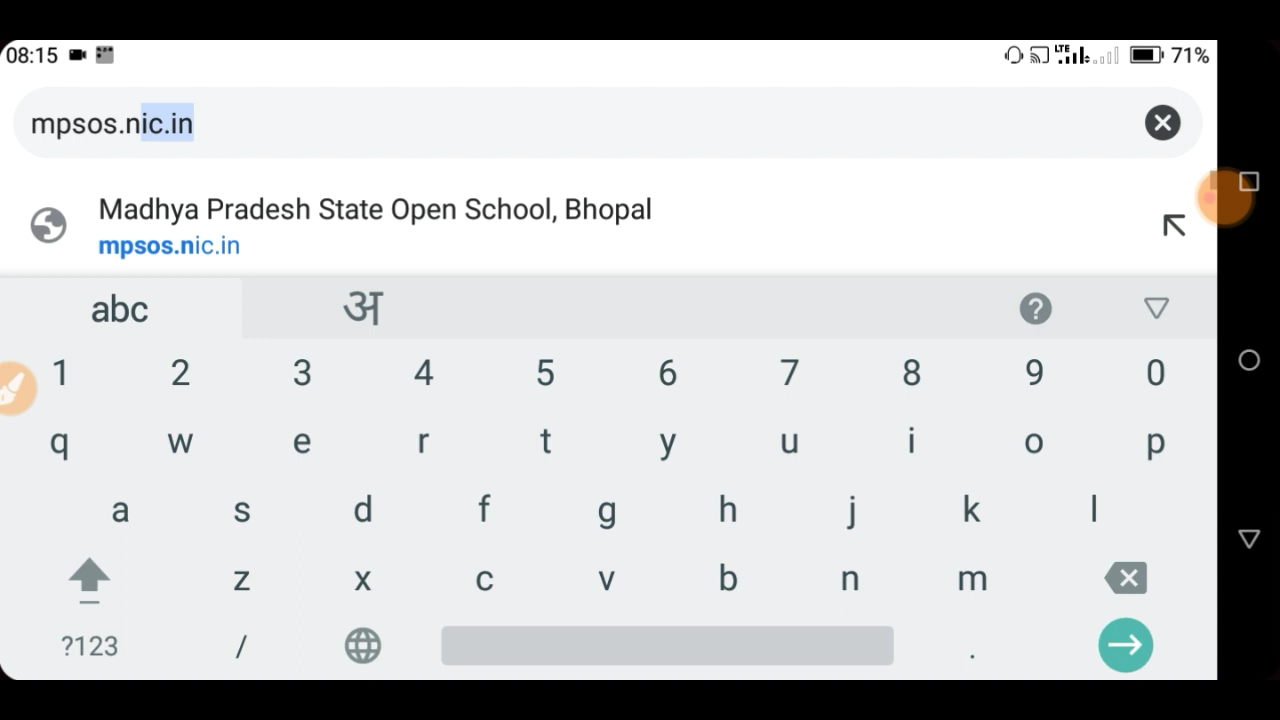 08:15 LTE 71%
mpsos.nic.in
Madhya Pradesh State Open School, Bhopal
mpsos.nic.in
abc अ ?
1 2 3 4 5 6 7 8 9 0
q w e r t y u i o p
a s d f g h j k l
z x c v b n m
?123 / .